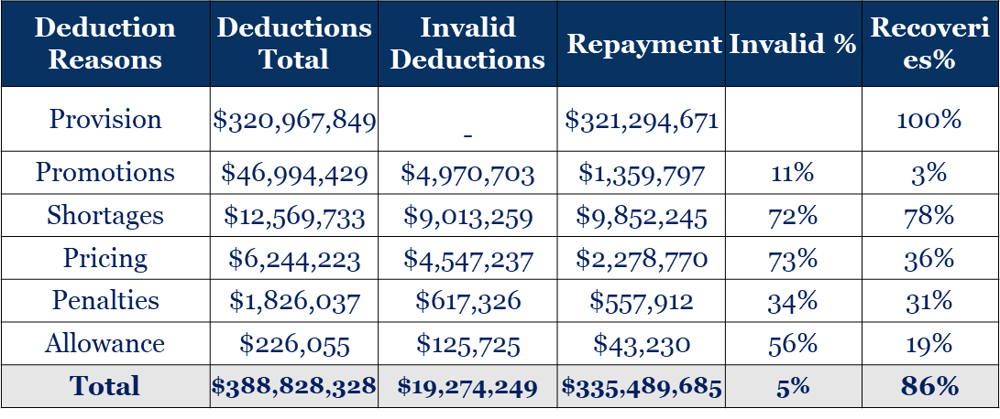 Deduction Reasons | Deductions Total | Invalid Deductions | Repayment | Invalid % | Recoveri es%
Provision | $320,967,849 | - | $321,294,671 | | 100%
Promotions | $46,994,429 | $4,970,703 | $1,359,797 | 11% | 3%
Shortages | $12,569,733 | $9,013,259 | $9,852,245 | 72% | 78%
Pricing | $6,244,223 | $4,547,237 | $2,278,770 | 73% | 36%
Penalties | $1,826,037 | $617,326 | $557,912 | 34% | 31%
Allowance | $226,055 | $125,725 | $43,230 | 56% | 19%
Total | $388,828,328 | $19,274,249 | $335,489,685 | 5% | 86%